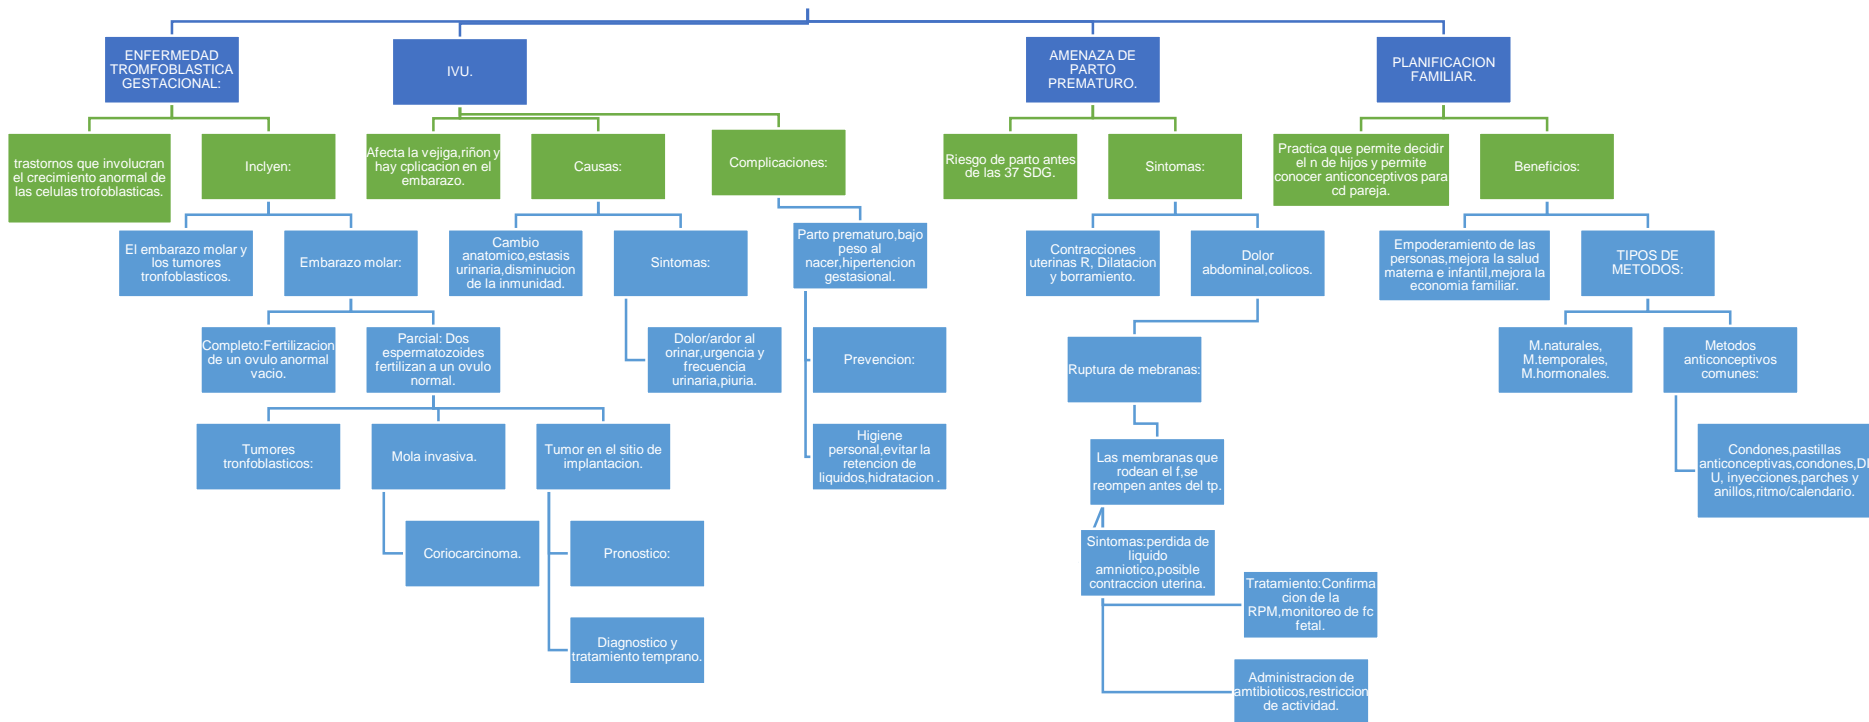 ENFERMEDAD
TROMFOBLASTICA
GESTACIONAL:
IVU.
AMENAZA DE
PARTO
PREMATURO.
PLANIFICACION
FAMILIAR.
trastornos que involucran
el crecimiento anormal de
las celulas trofoblasticas.
Inclyen:
Afecta la vejiga,riñon y
hay cplicacion en el
embarazo.
Causas:
Complicaciones:
Riesgo de parto antes
de las 37 SDG.
Sintomas:
Practica que permite decidir
el n de hijos y permite
conocer anticonceptivos para
cd pareja.
Beneficios:
El embarazo molar y
los tumores
tronfoblasticos.
Embarazo molar:
Cambio
anatomico,estasis
urinaria,disminucion
de la inmunidad.
Sintomas:
Parto prematuro,bajo
peso al
nacer,hipertencion
gestasional.
Contracciones
uterinas R, Dilatacion
y borramiento.
Dolor
abdominal,colicos.
Empoderamiento de las
personas,mejora la salud
materna e infantil,mejora la
economia familiar.
TIPOS DE
METODOS:
Completo:Fertilizacion
de un ovulo anormal
vacio.
Parcial: Dos
espermatozoides
fertilizan a un ovulo
normal.
Dolor/ardor al
orinar,urgencia y
frecuencia
urinaria,piuria.
Prevencion:
Ruptura de mebranas:
M.naturales,
M.temporales,
M.hormonales.
Metodos
anticonceptivos
comunes:
Tumores
tronfoblasticos:
Mola invasiva.
Tumor en el sitio de
implantacion.
Higiene
personal,evitar la
retencion de
liquidos,hidratacion .
Las membranas que
rodean el f,se
reompen antes del tp.
Condones,pastillas
anticonceptivas,condones,DI
U, inyecciones,parches y
anillos,ritmo/calendario.
Coriocarcinoma.
Pronostico:
Sintomas:perdida de
liquido
amniotico,posible
contraccion uterina.
Tratamiento:Confirma
cion de la
RPM,monitoreo de fc
fetal.
Diagnostico y
tratamiento temprano.
Administracion de
amtibioticos,restriccion
de actividad.